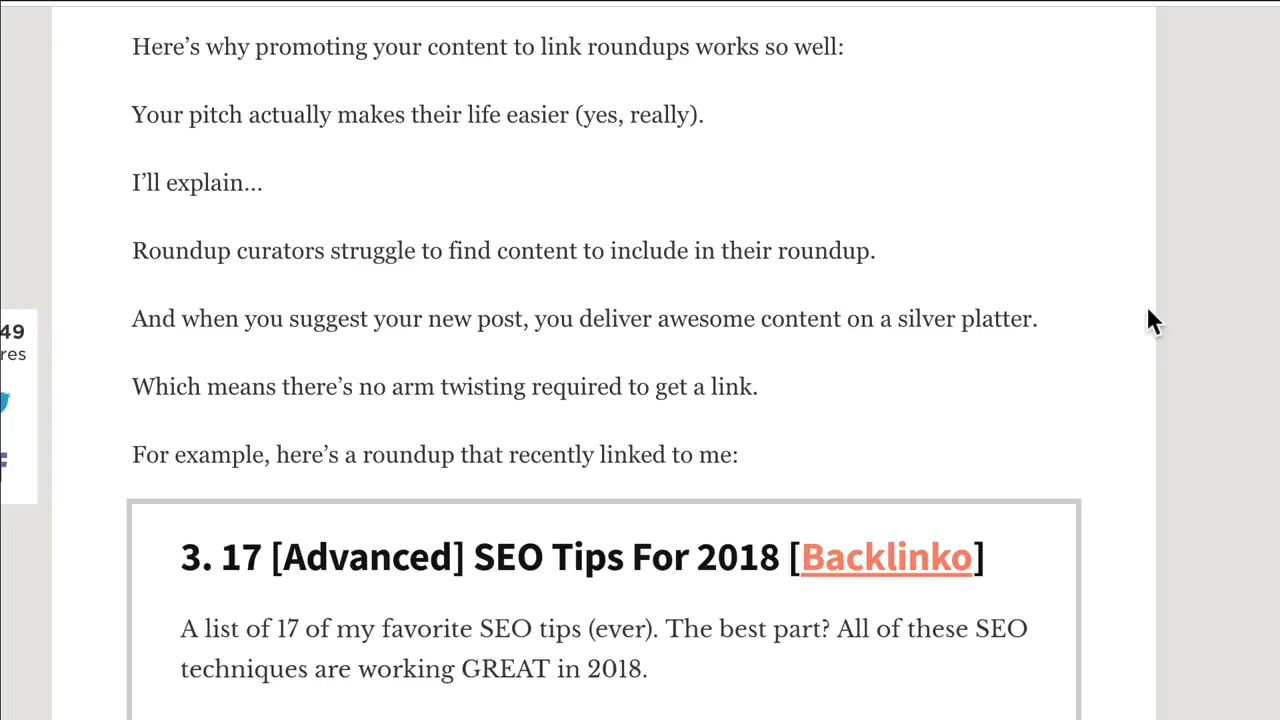 Here’s why promoting your content to link roundups works so well:
Your pitch actually makes their life easier (yes, really).
I’ll explain…
Roundup curators struggle to find content to include in their roundup.
And when you suggest your new post, you deliver awesome content on a silver platter.
49
res
Which means there’s no arm twisting required to get a link.
For example, here’s a roundup that recently linked to me:
3. 17 [Advanced] SEO Tips For 2018 [Backlinko]
A list of 17 of my favorite SEO tips (ever). The best part? All of these SEO
techniques are working GREAT in 2018.